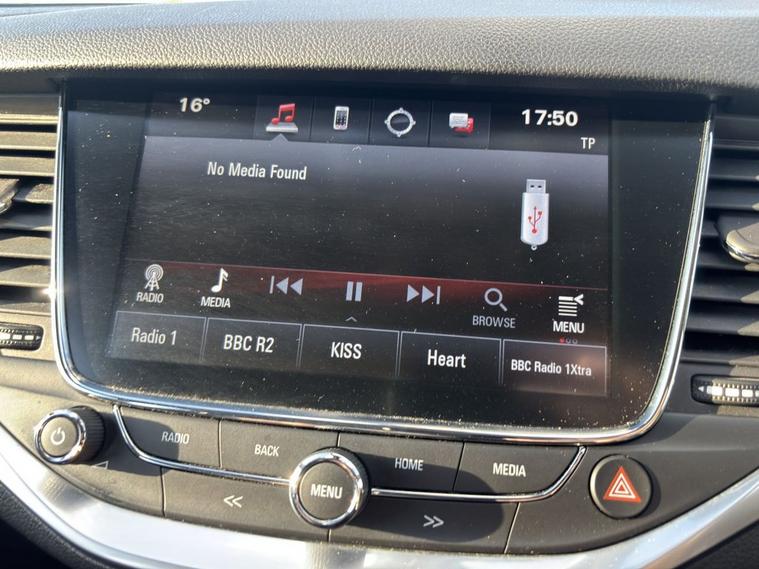 16°
17:50
TP
No Media Found
RADIO
MEDIA
BROWSE
MENU
Radio 1
BBC R2
KISS
Heart
BBC Radio 1Xtra
RADIO
BACK
HOME
MEDIA
MENU